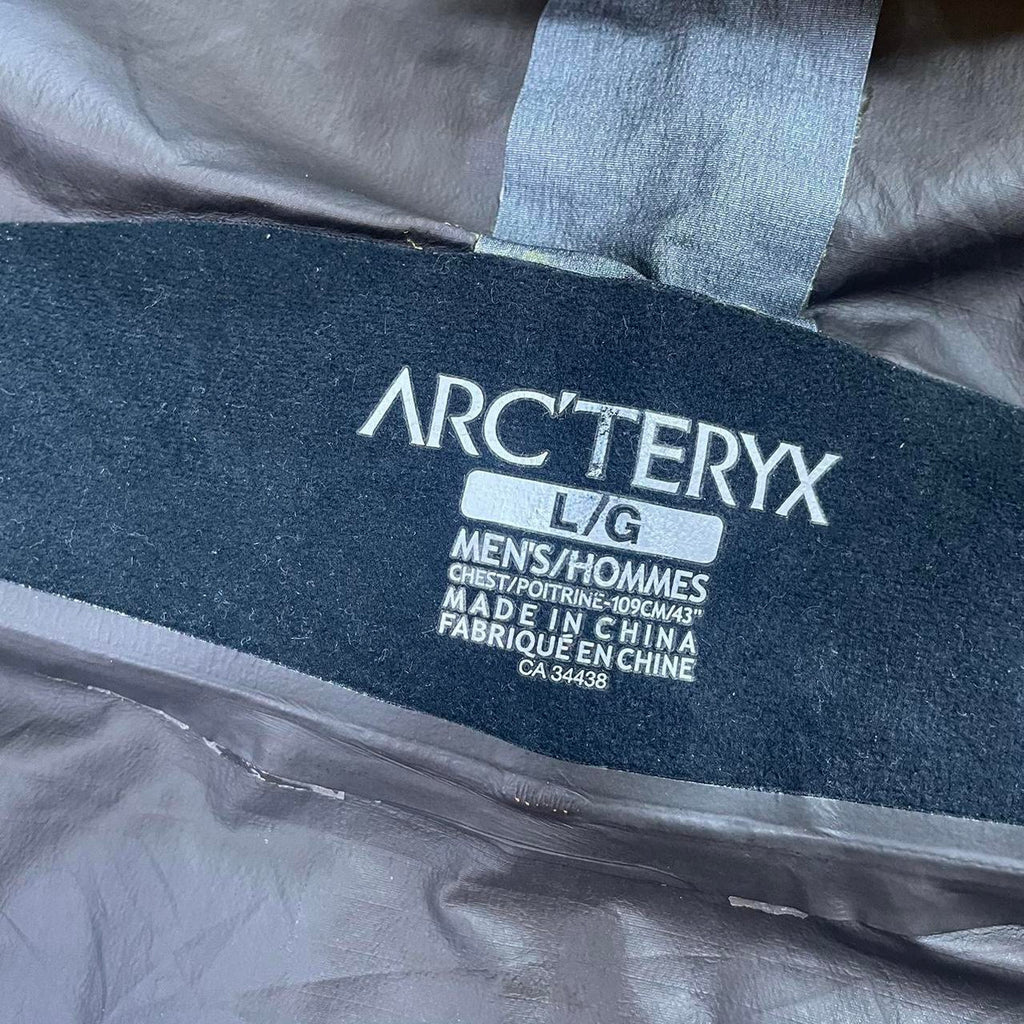 ARC'TERYX
L/G
MEN'S/HOMMES
CHEST/POITRINE-109CM/43"
MADE IN CHINA
FABRIQUÉ EN CHINE
CA 34438